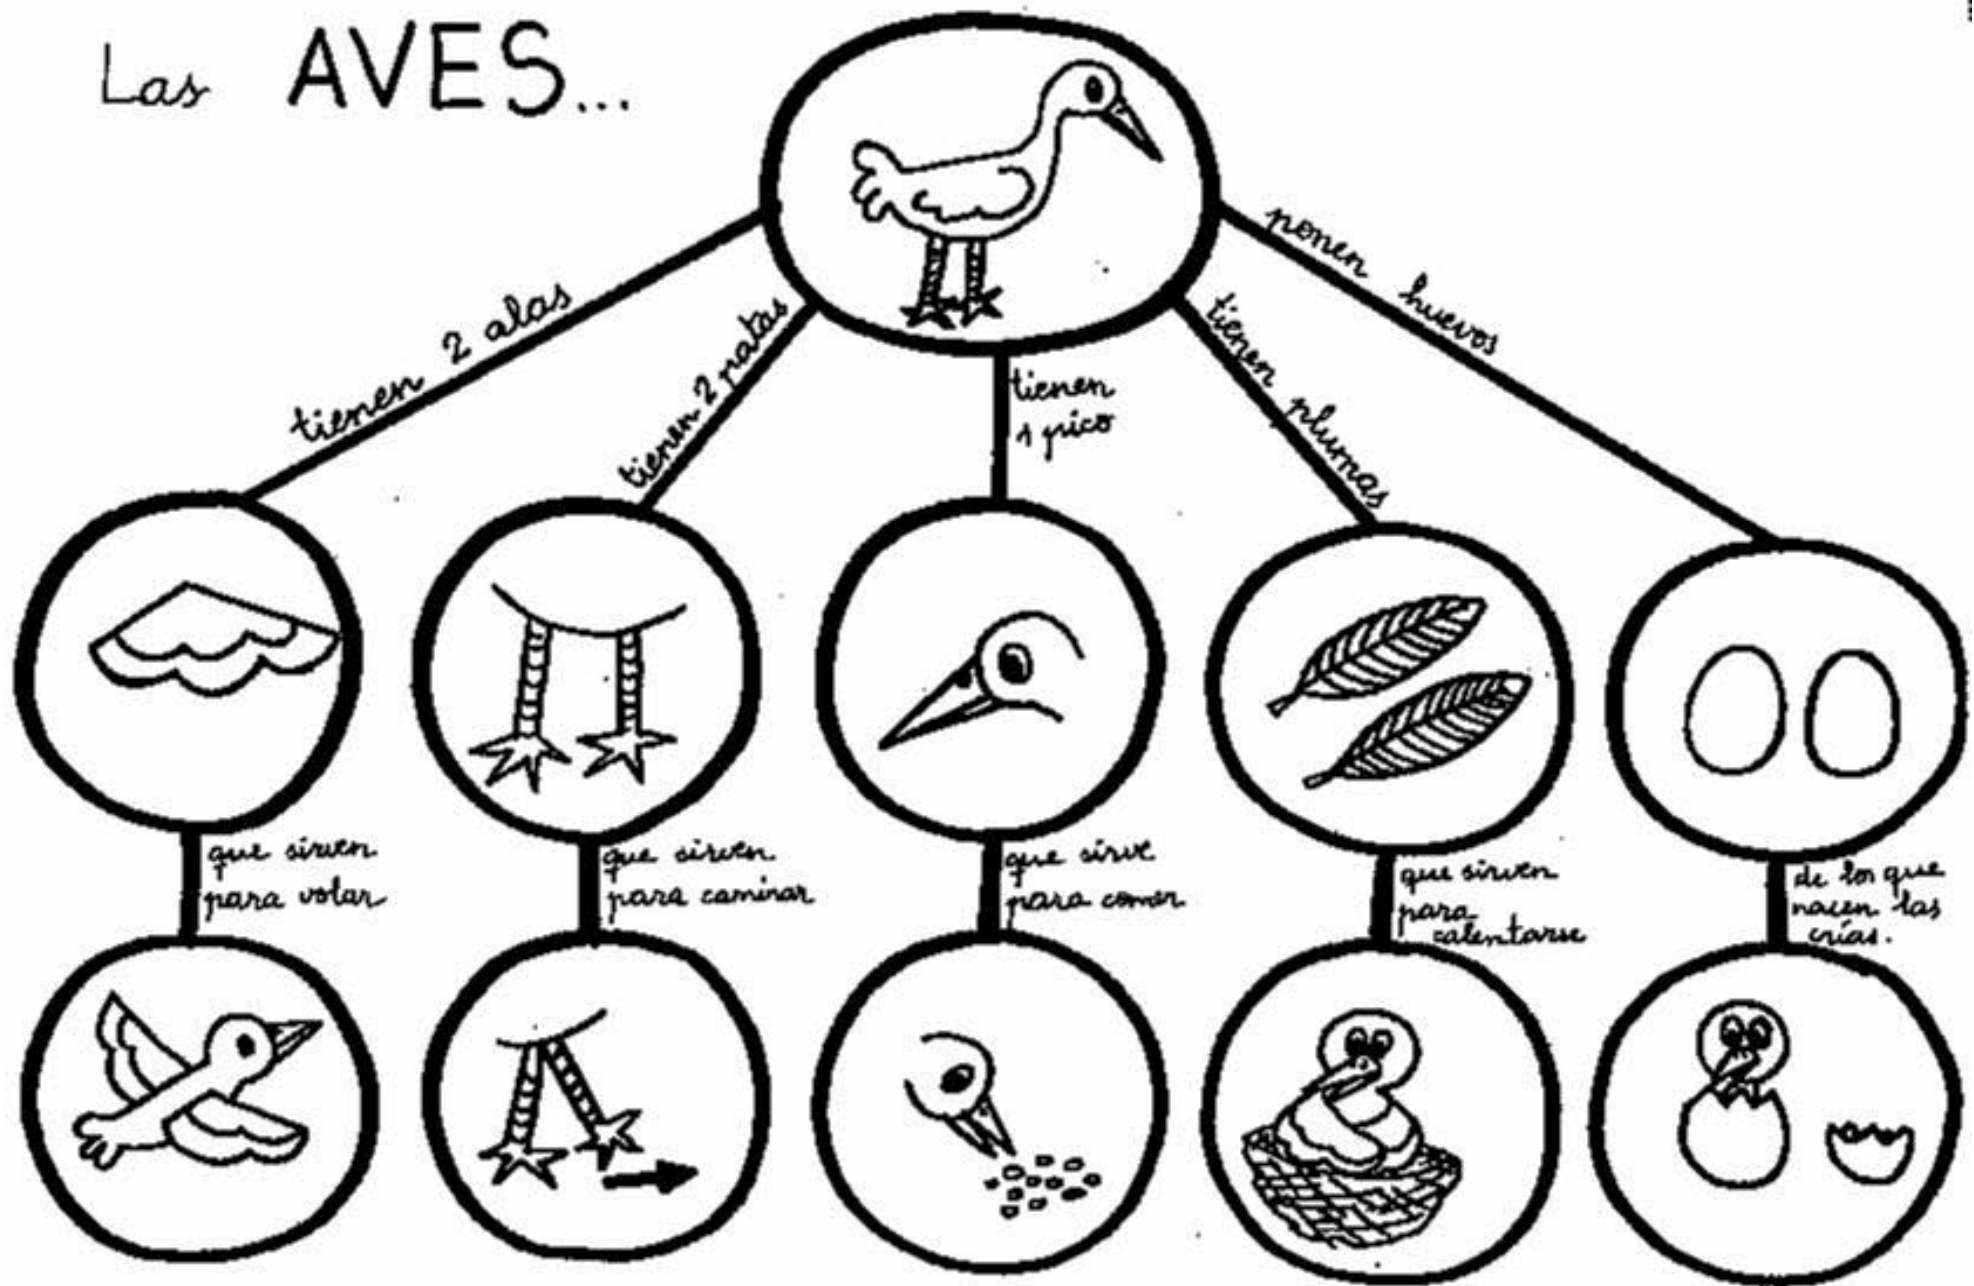 Las AVES...
tienen 2 alas
tienen 2 patas
tienen
1 pico
tienen plumas
ponen huevos
que sirven
para volar
que sirven
para caminar
que sirve
para comer
que sirven
para
calentarse
de los que
nacen las
crías.